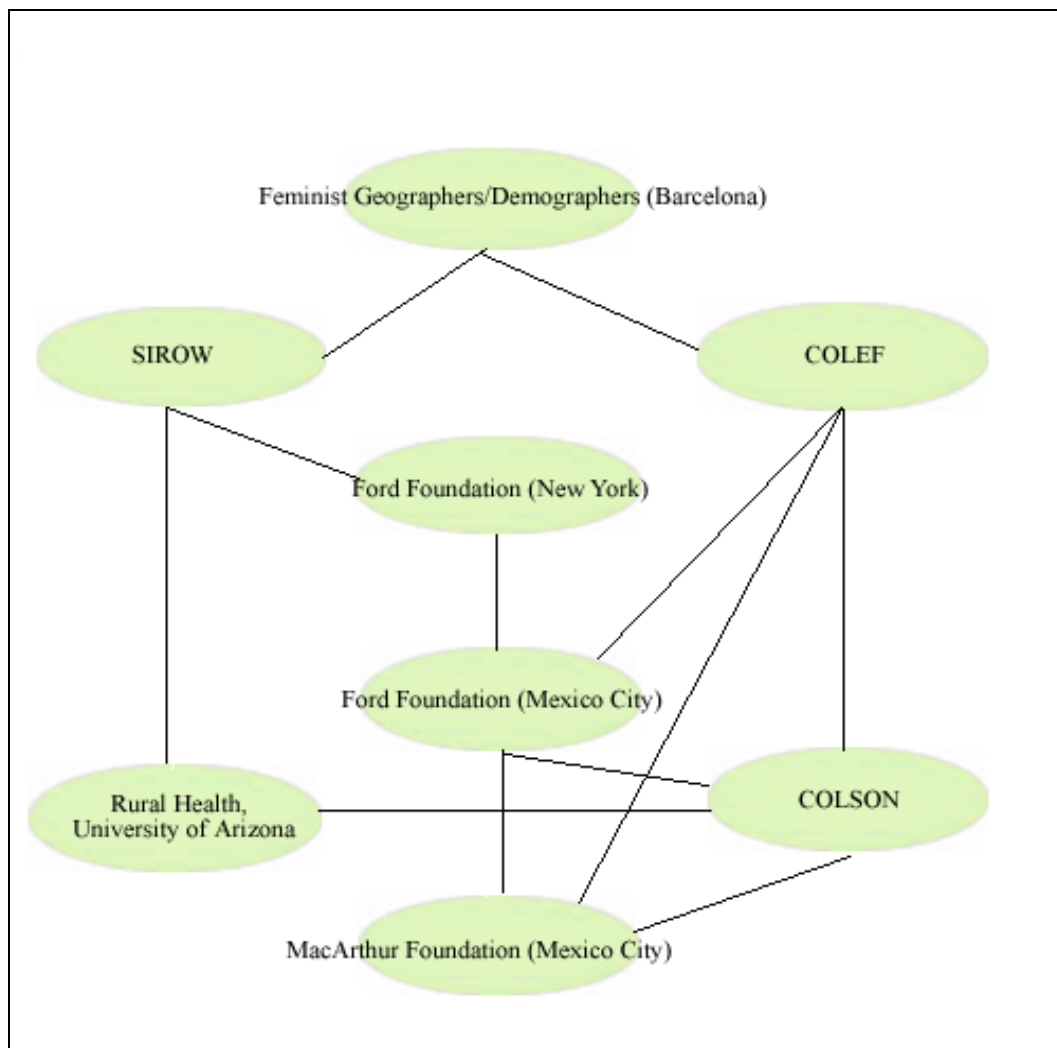 Feminist Geographers/Demographers (Barcelona)
SIROW
COLEF
Ford Foundation (New York)
Ford Foundation (Mexico City)
Rural Health,
University of Arizona
COLSON
MacArthur Foundation (Mexico City)